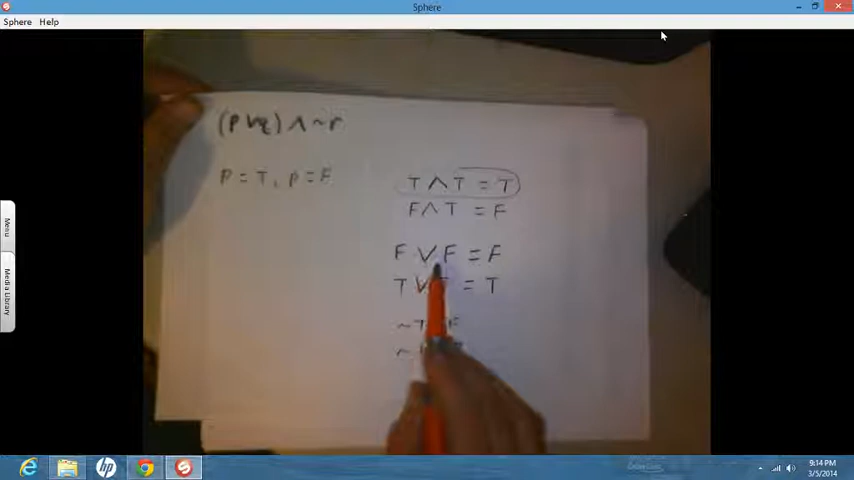 Sphere
Sphere Help
(p ∨ q) ∧ ~r
P = T, P = F
T ∧ T = T
F ∧ T = F
F ∨ F = F
T ∨ T = T
Menu
Media Library
9:14 PM
3/5/2014